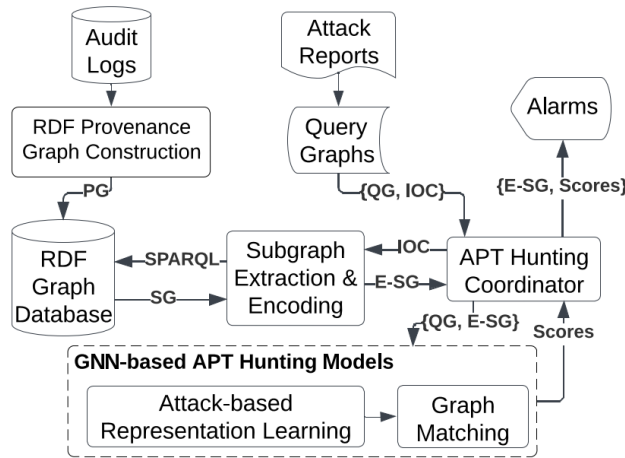 Audit
Logs
Attack
Reports
Alarms
RDF Provenance
Graph Construction
Query
Graphs
PG
{QG, IOC}
{E-SG, Scores}
RDF
Graph
Database
SPARQL
SG
Subgraph
Extraction &
Encoding
IOC
E-SG
APT Hunting
Coordinator
{QG, E-SG}
Scores
GNN-based APT Hunting Models
Attack-based
Representation Learning
Graph
Matching